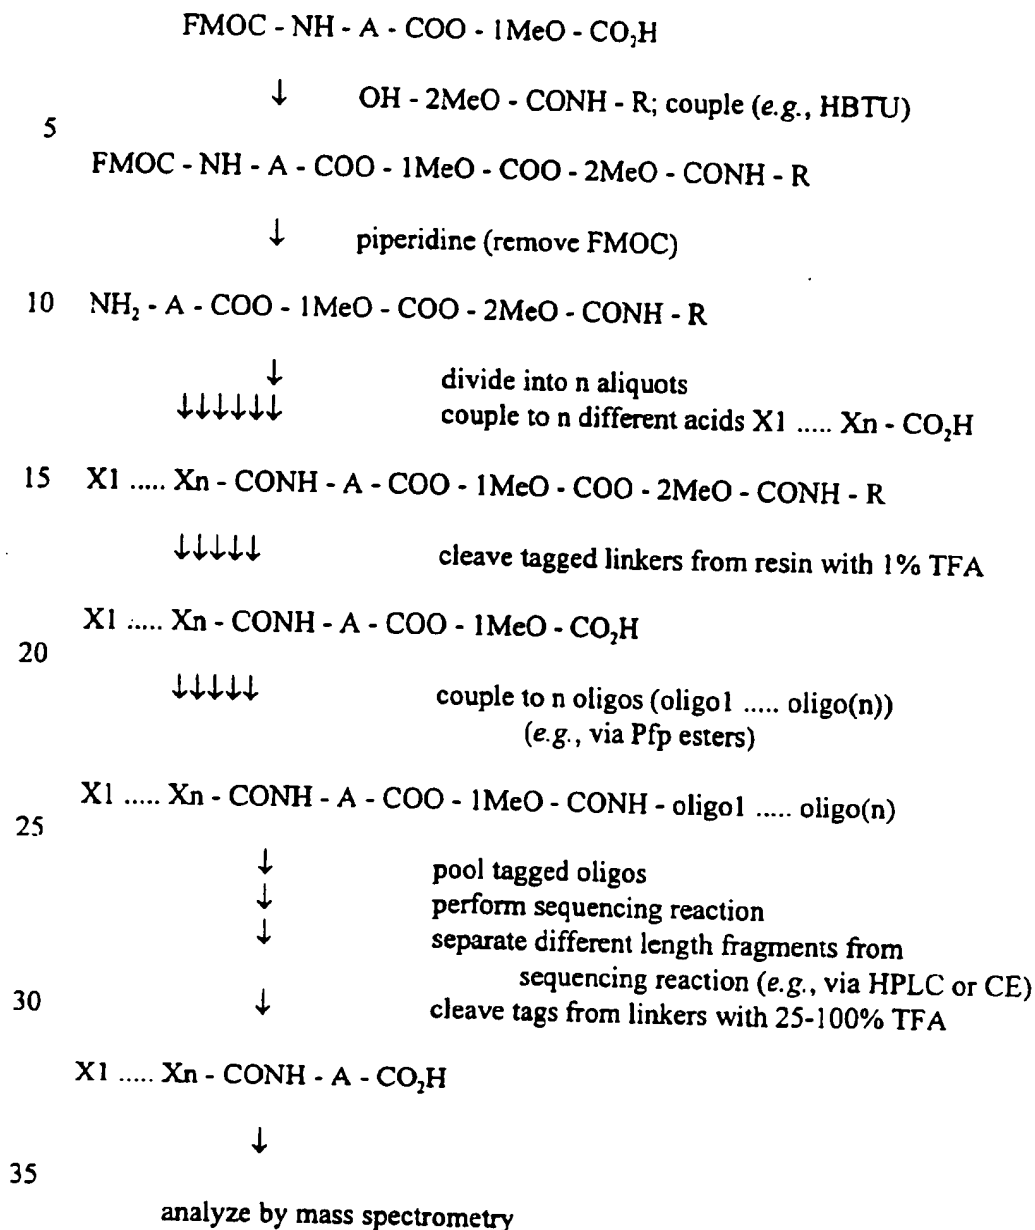 FMOC - NH - A - COO - 1MeO - CO₂H
↓ OH - 2MeO - CONH - R; couple (e.g., HBTU)
5
FMOC - NH - A - COO - 1MeO - COO - 2MeO - CONH - R
↓ piperidine (remove FMOC)
10 NH₂ - A - COO - 1MeO - COO - 2MeO - CONH - R
↓ divide into n aliquots
↓↓↓↓↓↓ couple to n different acids X1 ..... Xn - CO₂H
15 X1 ..... Xn - CONH - A - COO - 1MeO - COO - 2MeO - CONH - R
↓↓↓↓↓ cleave tagged linkers from resin with 1% TFA
X1 ..... Xn - CONH - A - COO - 1MeO - CO₂H
20
↓↓↓↓↓ couple to n oligos (oligo1 ..... oligo(n))
(e.g., via Pfp esters)
X1 ..... Xn - CONH - A - COO - 1MeO - CONH - oligo1 ..... oligo(n)
25
↓ pool tagged oligos
↓ perform sequencing reaction
↓ separate different length fragments from
sequencing reaction (e.g., via HPLC or CE)
30 ↓ cleave tags from linkers with 25-100% TFA
X1 ..... Xn - CONH - A - CO₂H
↓
35
analyze by mass spectrometry